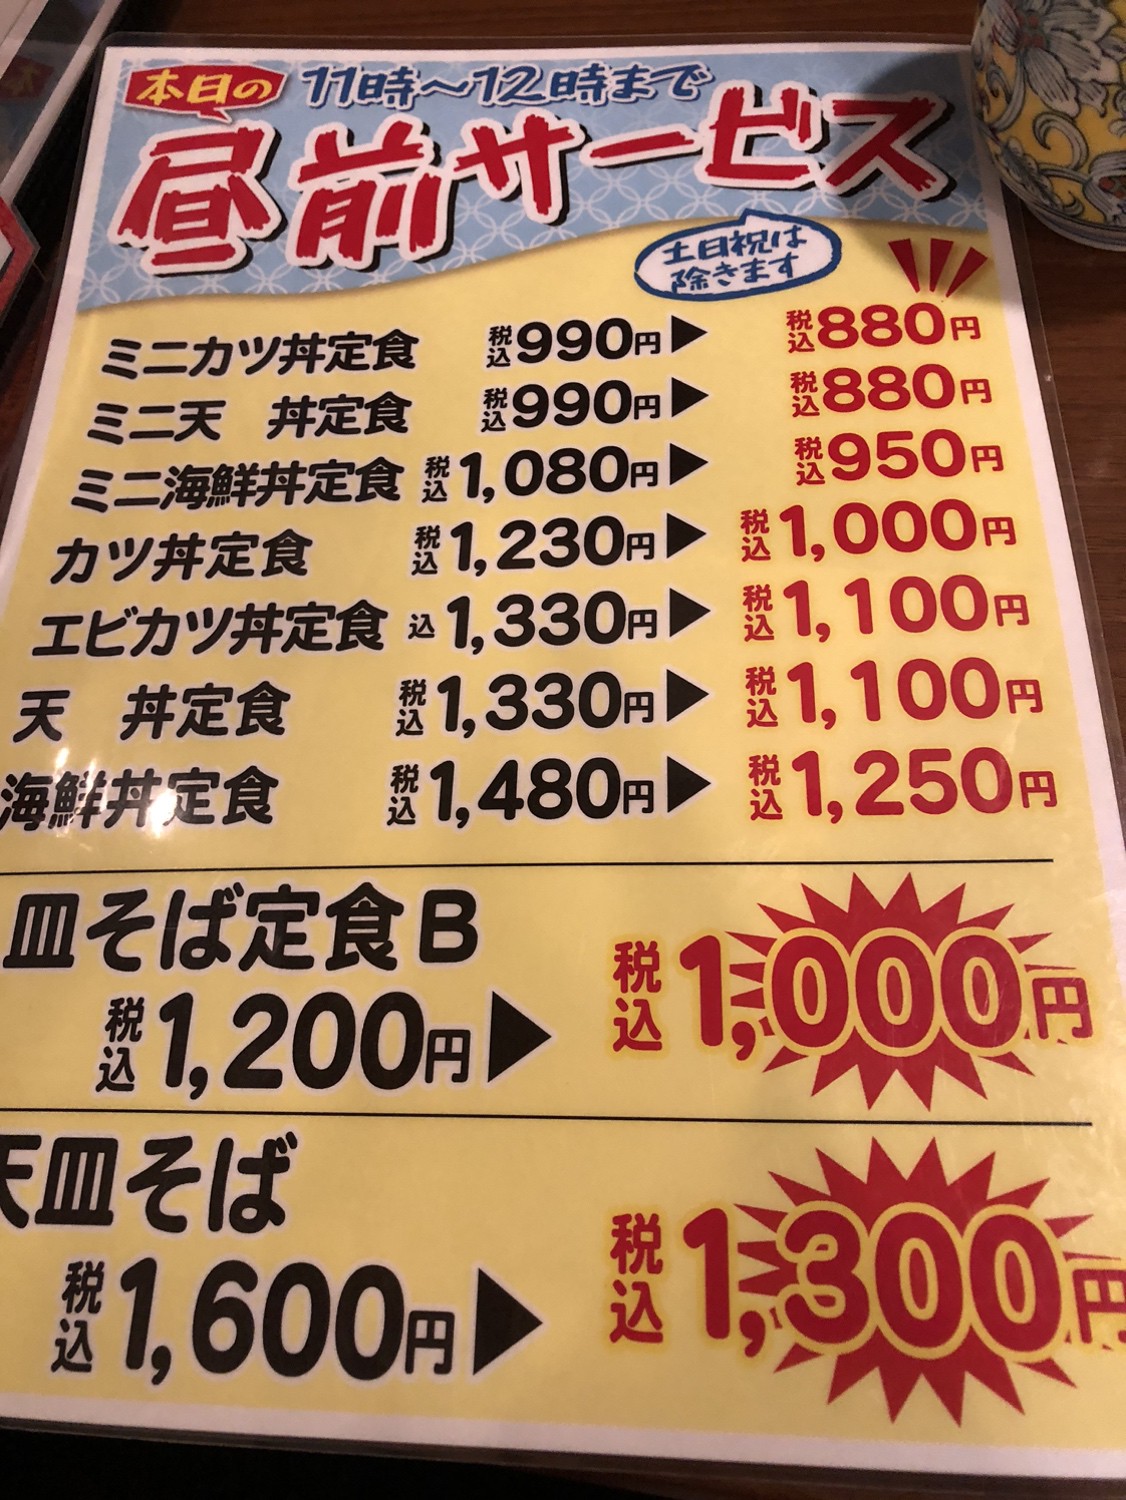 本日の 11時〜12時まで
昼前サービス
土日祝は
除きます
ミニカツ丼定食 税込990円▶ 税込880円
ミニ天 丼定食 税込990円▶ 税込880円
ミニ海鮮丼定食 税込1,080円▶ 税込950円
カツ丼定食 税込1,230円▶ 税込1,000円
エビカツ丼定食 込1,330円▶ 税込1,100円
天 丼定食 税込1,330円▶ 税込1,100円
海鮮丼定食 税込1,480円▶ 税込1,250円
皿そば定食B
税込1,200円▶ 税込1,000円
天皿そば
税込1,600円▶ 税込1,300円